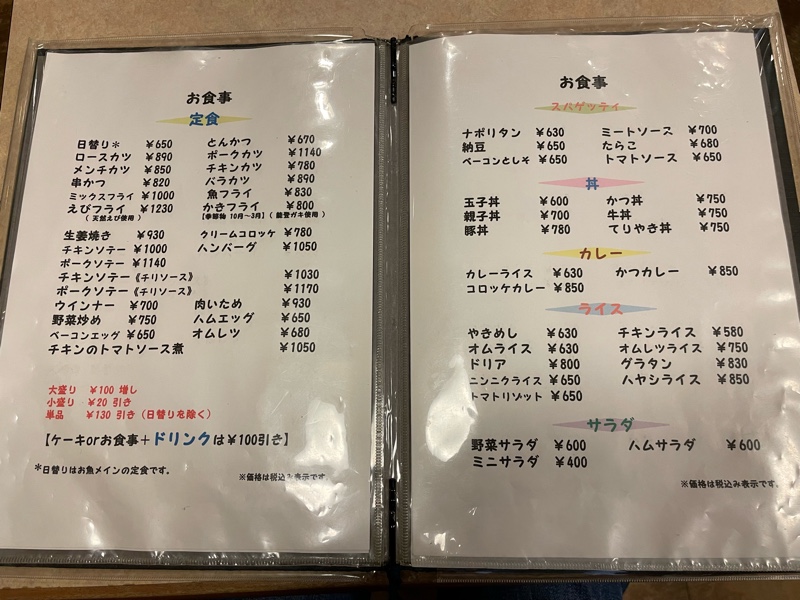 お食事
定食
日替り＊ ￥650 とんかつ ￥670
ロースカツ ￥890 ポークカツ ￥1140
メンチカツ ￥850 チキンカツ ￥780
串かつ ￥820 バラカツ ￥890
ミックスフライ ￥1000 魚フライ ￥830
えびフライ ￥1230 かきフライ ￥800
（ 天然えび使用 ） 【季節物 10月～3月】（ 能登ガキ使用 ）
生姜焼き ￥930 クリームコロッケ ￥780
チキンソテー ￥1000 ハンバーグ ￥1050
ポークソテー ￥1140
チキンソテー《チリソース》 ￥1030
ポークソテー《チリソース》 ￥1170
ウインナー ￥700 肉いため ￥930
野菜炒め ￥750 ハムエッグ ￥650
ベーコンエッグ ￥650 オムレツ ￥680
チキンのトマトソース煮 ￥1050
大盛り ￥100 増し
小盛り ￥20 引き
単品 ￥130 引き（日替りを除く）
【ケーキorお食事＋ドリンクは￥100引き】
＊日替りはお魚メインの定食です。
※価格は税込み表示です。
お食事
スパゲッティ
ナポリタン ￥630 ミートソース ￥700
納豆 ￥650 たらこ ￥680
ベーコンとしそ ￥650 トマトソース ￥650
丼
玉子丼 ￥600 かつ丼 ￥750
親子丼 ￥700 牛丼 ￥750
豚丼 ￥780 てりやき丼 ￥750
カレー
カレーライス ￥630 かつカレー ￥850
コロッケカレー ￥850
ライス
やきめし ￥630 チキンライス ￥580
オムライス ￥630 オムレツライス ￥750
ドリア ￥800 グラタン ￥830
ニンニクライス ￥650 ハヤシライス ￥850
トマトリゾット ￥650
サラダ
野菜サラダ ￥600 ハムサラダ ￥600
ミニサラダ ￥400
※価格は税込み表示です。